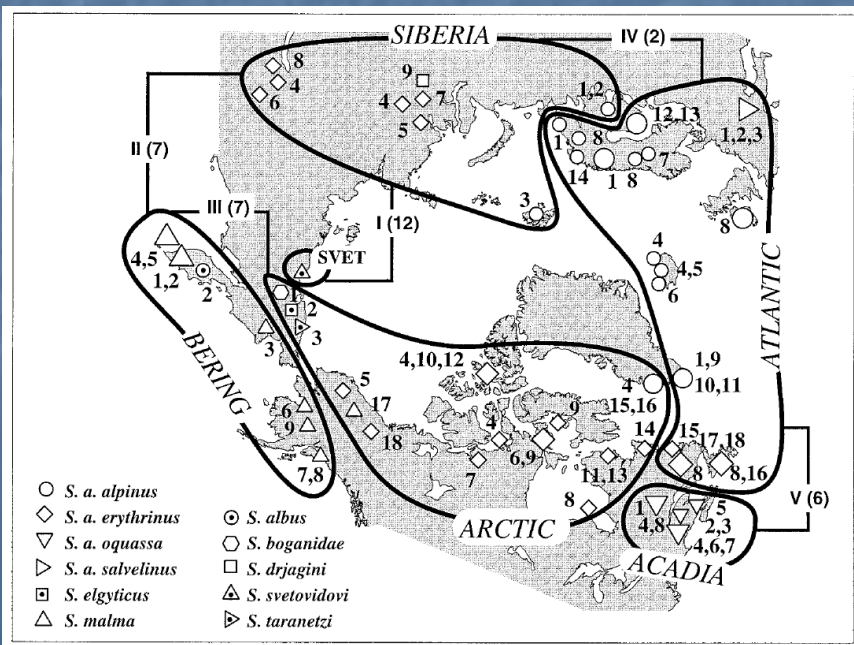 SIBERIA
IV (2)
8
4
6
9
4
7
5
1,2
12,13
1,2,3
1
8
14
1
8
7
II (7)
III (7)
I (12)
3
8
SVET
4,5
1,2
2
1
2
3
3
4
4,5
6
ATLANTIC
BERING
4,10,12
1,9
10,11
4
15,16
5
17
18
6
9
7,8
9
4
6,9
7
14
11,13
8
15
17,18
8
8,16
V (6)
ARCTIC
1
4,8
5
2,3
4,6,7
ACADIA
S. a. alpinus
S. a. erythrinus
S. a. oquassa
S. a. salvelinus
S. elgyticus
S. malma
S. albus
S. boganidae
S. drjagini
S. svetovidovi
S. taranetzi